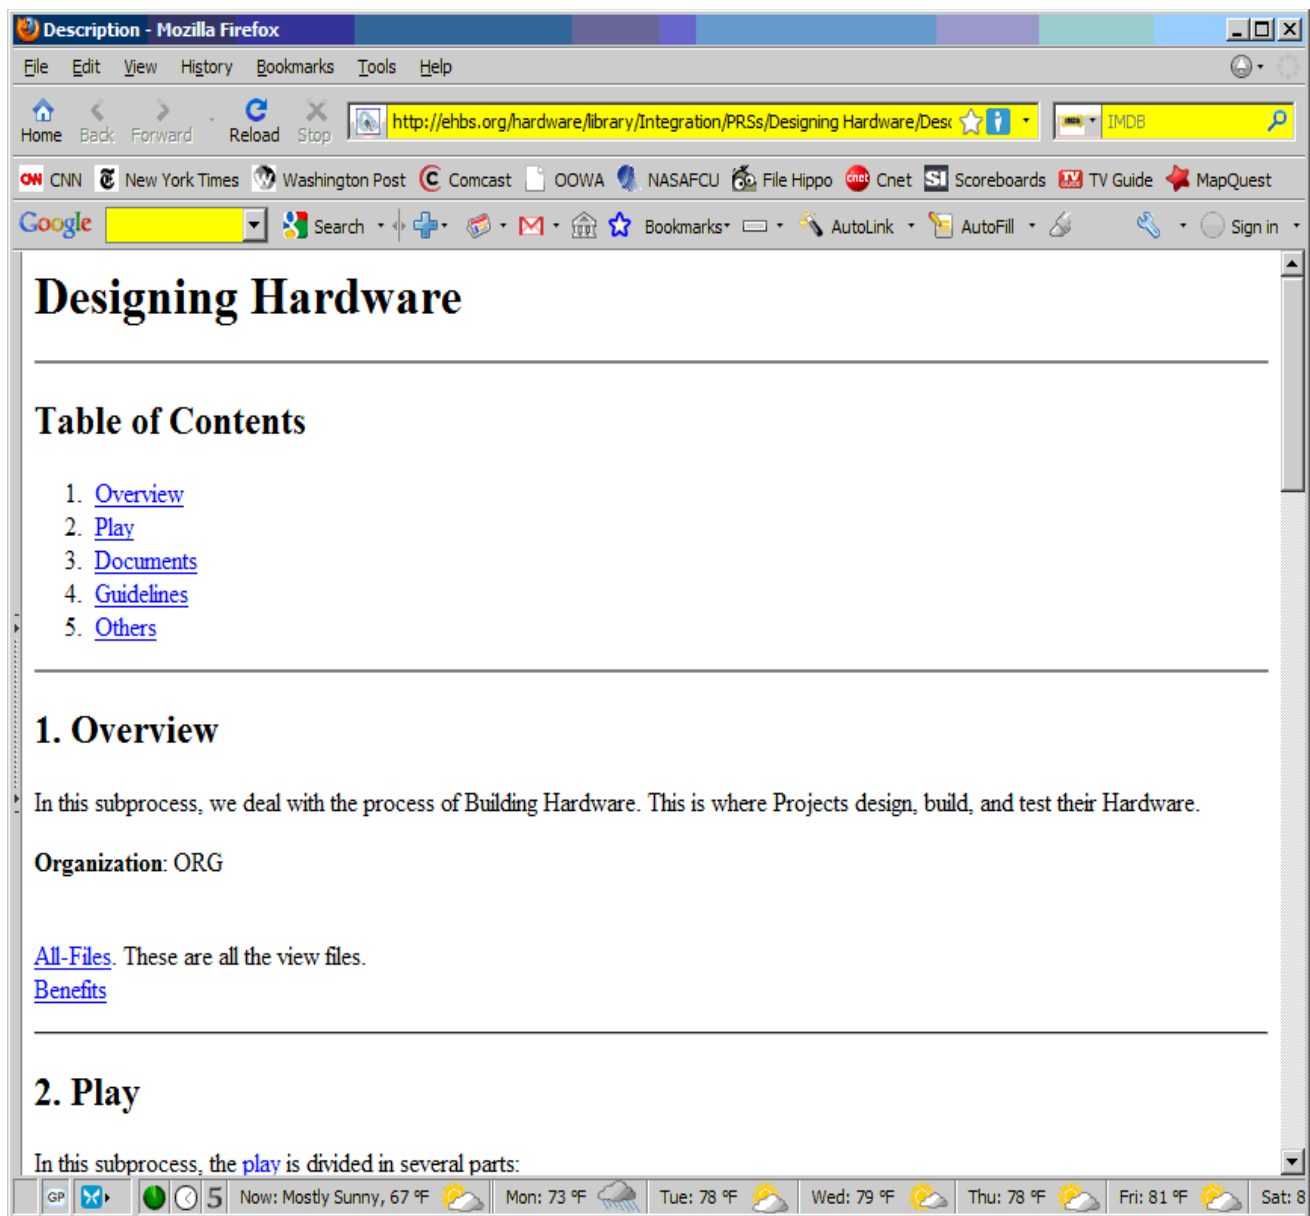 Description - Mozilla Firefox
File Edit View History Bookmarks Tools Help
Home Back Forward Reload Stop http://ehbs.org/hardware/library/Integration/PRSs/Designing Hardware/Desc IMDB
CNN New York Times Washington Post Comcast OOWA NASAFCU File Hippo Cnet Scoreboards TV Guide MapQuest
Google Search Bookmarks AutoLink AutoFill Sign in
Designing Hardware
Table of Contents
1. Overview
2. Play
3. Documents
4. Guidelines
5. Others
1. Overview
In this subprocess, we deal with the process of Building Hardware. This is where Projects design, build, and test their Hardware.
Organization: ORG
All-Files. These are all the view files.
Benefits
2. Play
In this subprocess, the play is divided in several parts:
GP 5 Now: Mostly Sunny, 67 °F Mon: 73 °F Tue: 78 °F Wed: 79 °F Thu: 78 °F Fri: 81 °F Sat: 8